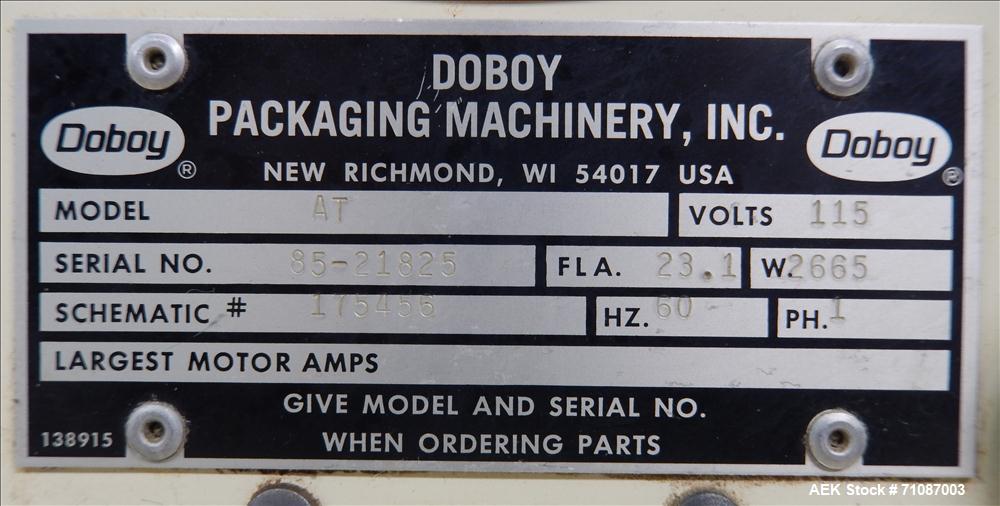 DOBOY
PACKAGING MACHINERY, INC.
Doboy ®
Doboy ®
NEW RICHMOND, WI 54017 USA
MODEL AT
VOLTS 115
SERIAL NO. 85-21825
FLA. 23.1
W. 2665
SCHEMATIC # 175456
HZ. 60
PH. 1
LARGEST MOTOR AMPS
GIVE MODEL AND SERIAL NO.
WHEN ORDERING PARTS
138915
AEK Stock # 71087003